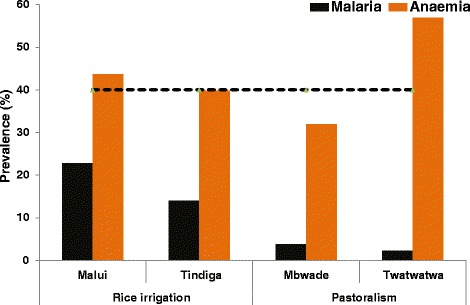 Malaria Anaemia
60
50
40
30
20
10
0
Prevalence (%)
Malui Tindiga Mbwade Twatwatwa
Rice irrigation Pastoralism